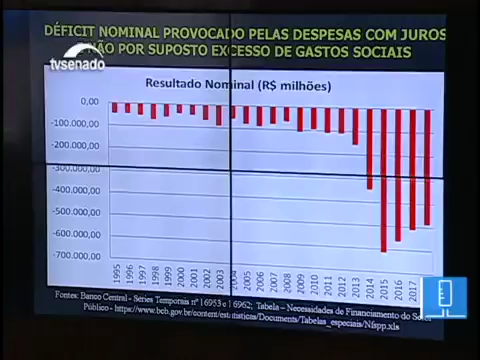 DÉFICIT NOMINAL PROVOCADO PELAS DESPESAS COM JUROS
E NÃO POR SUPOSTO EXCESSO DE GASTOS SOCIAIS
tvsenado
Resultado Nominal (R$ milhões)
0,00
-100.000,00
-200.000,00
-300.000,00
-400.000,00
-500.000,00
-600.000,00
-700.000,00
1995 1996 1997 1998 1999 2000 2001 2002 2003 2004 2005 2006 2007 2008 2009 2010 2011 2012 2013 2014 2015 2016 2017
Fontes: Banco Central - Séries Temporais nº 16953 e 16962; Tabela – Necessidades de Financiamento do Setor
Público - https://www.bcb.gov.br/content/estatisticas/Documents/Tabelas_especiais/Nfspp.xls